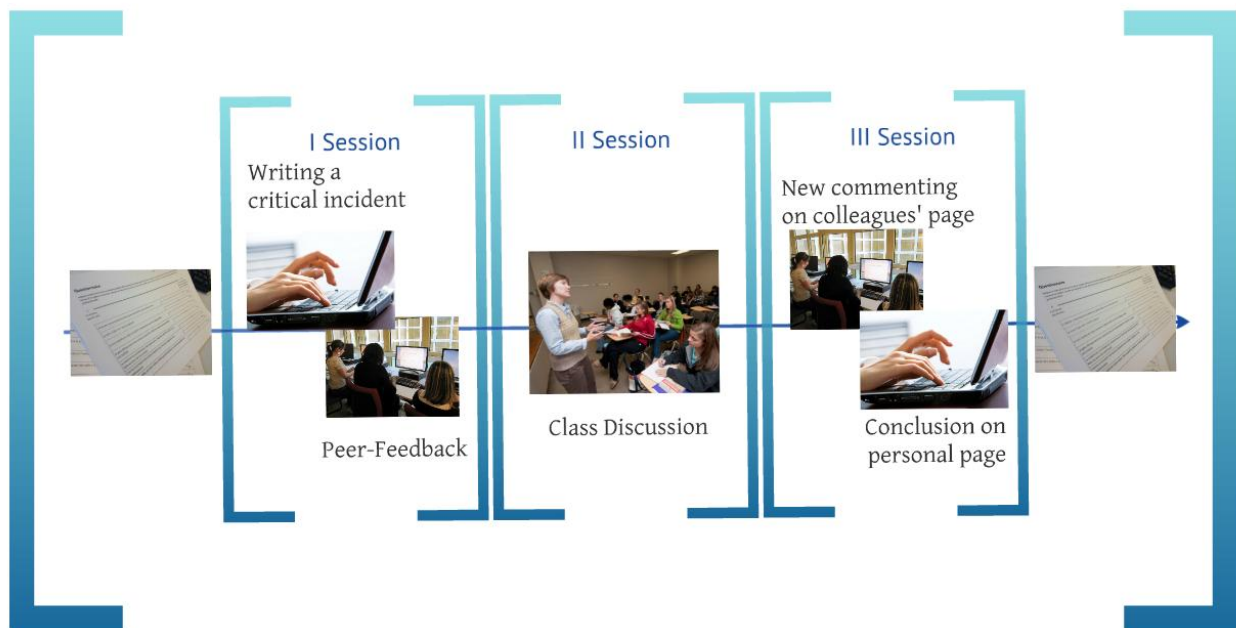 I Session
Writing a
critical incident
Peer-Feedback
II Session
Class Discussion
III Session
New commenting
on colleagues' page
Conclusion on
personal page